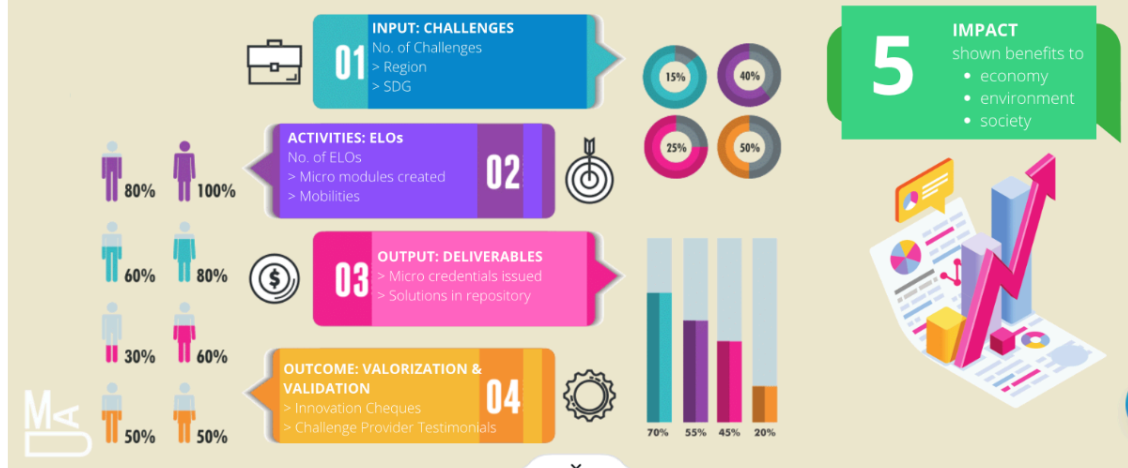 01
INPUT: CHALLENGES
No. of Challenges
> Region
> SDG
15%
40%
25%
50%
5
IMPACT
shown benefits to
• economy
• environment
• society
80%
100%
60%
80%
30%
60%
50%
50%
ACTIVITIES: ELOs
No. of ELOs
> Micro modules created
> Mobilities
02
03
OUTPUT: DELIVERABLES
> Micro credentials issued
> Solutions in repository
$
OUTCOME: VALORIZATION &
VALIDATION
> Innovation Cheques
> Challenge Provider Testimonials
04
70%
55%
45%
20%
MAD